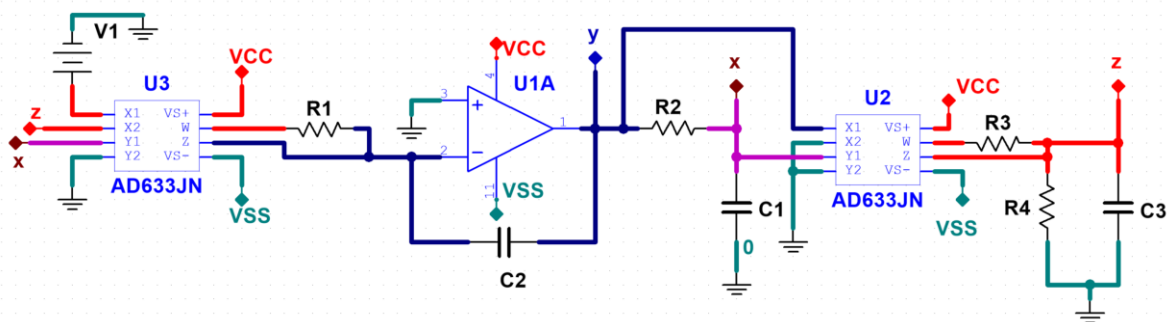 V1
U3
VCC
X1 VS+
X2 W
Y1 Z
Y2 VS-
AD633JN
z
x
VSS
R1
VCC
U1A
3
4
2
1
11
VSS
C2
y
R2
x
C1
0
U2
X1 VS+
X2 W
Y1 Z
Y2 VS-
AD633JN
VCC
VSS
R3
R4
z
C3